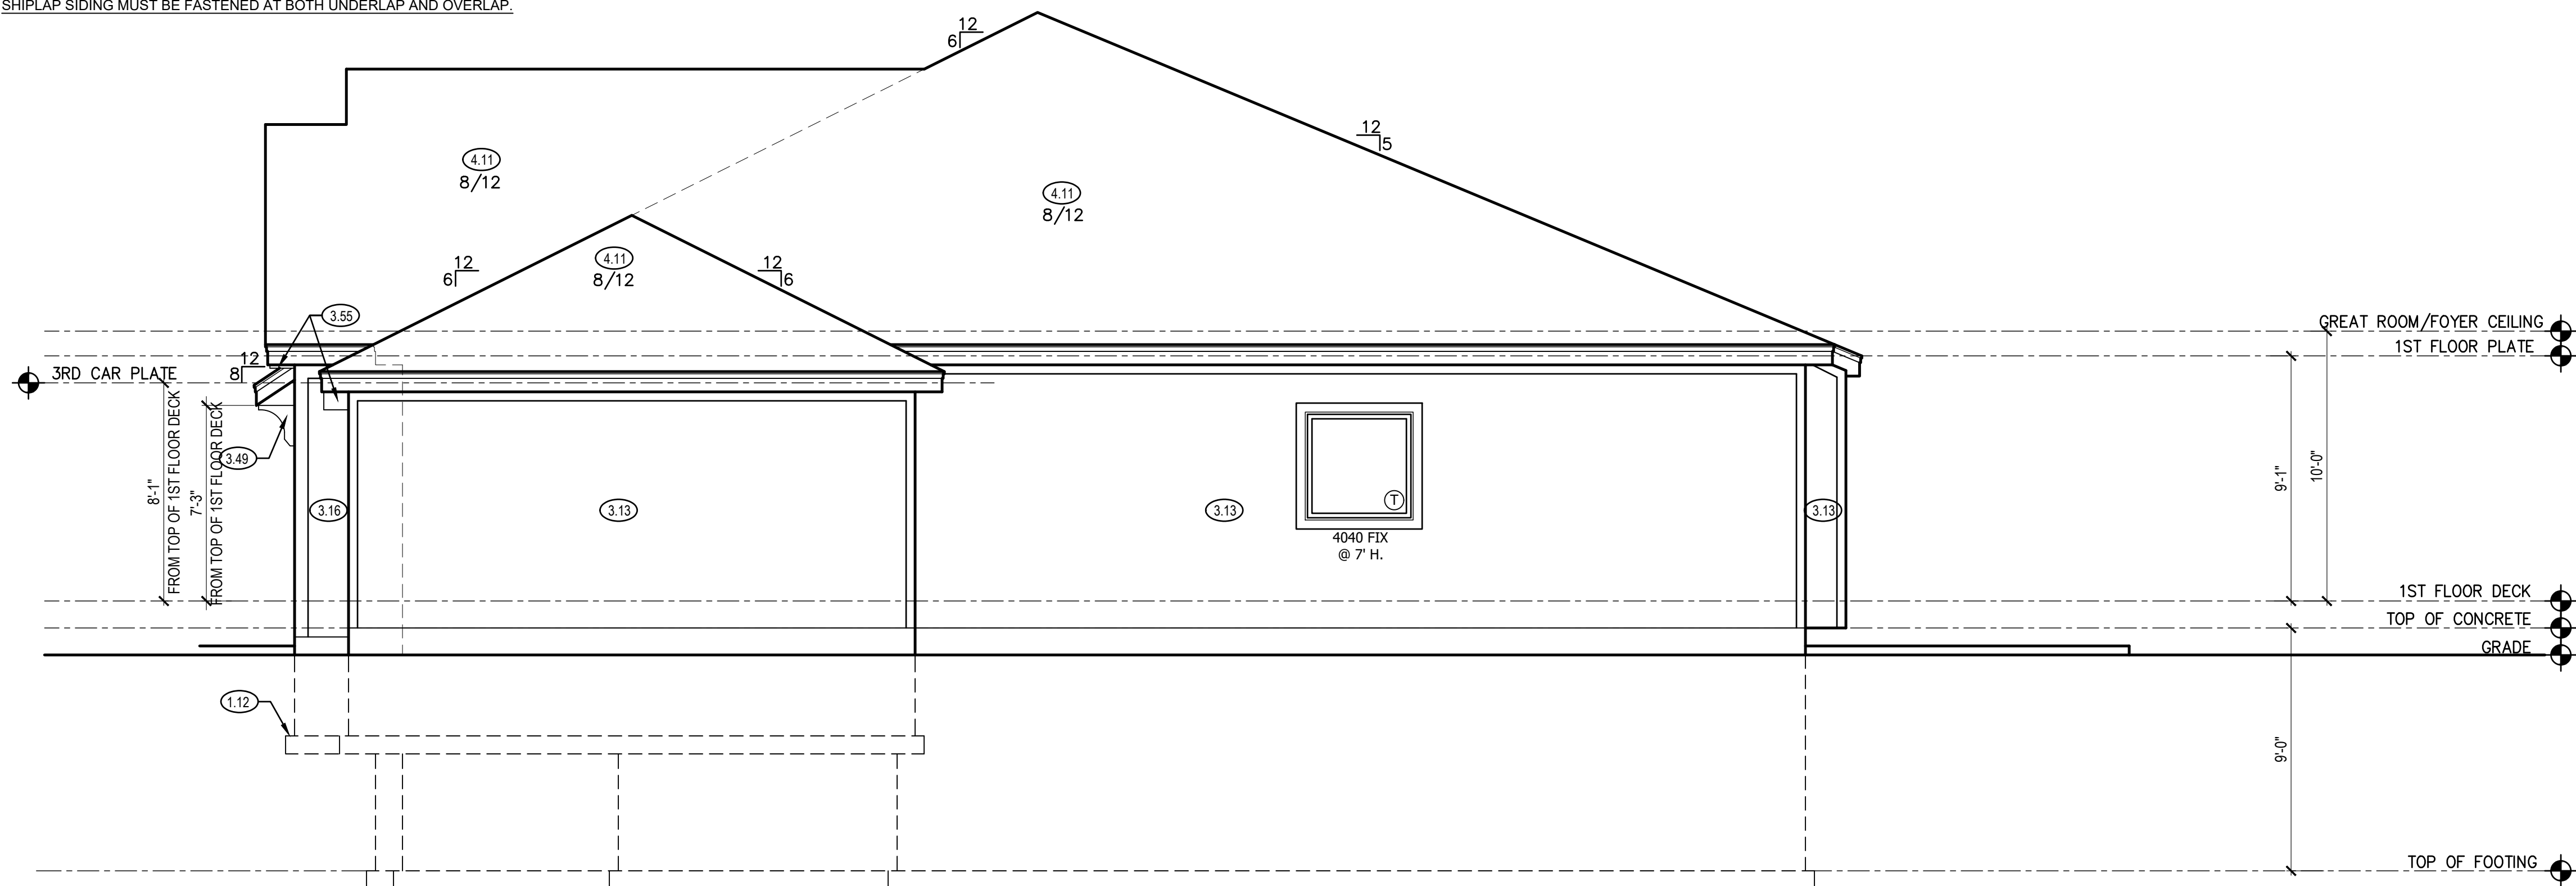 SHIPLAP SIDING MUST BE FASTENED AT BOTH UNDERLAP AND OVERLAP.
12
6
12
5
4.11
8/12
4.11
8/12
4.11
8/12
12
6
12
6
3.55
GREAT ROOM/FOYER CEILING
1ST FLOOR PLATE
12
8
3RD CAR PLATE
8'-1"
FROM TOP OF 1ST FLOOR DECK
7'-3"
FROM TOP OF 1ST FLOOR DECK
3.49
3.16
3.13
3.13
T
4040 FIX
@ 7' H.
3.13
9'-1"
10'-0"
1ST FLOOR DECK
TOP OF CONCRETE
GRADE
1.12
9'-0"
TOP OF FOOTING